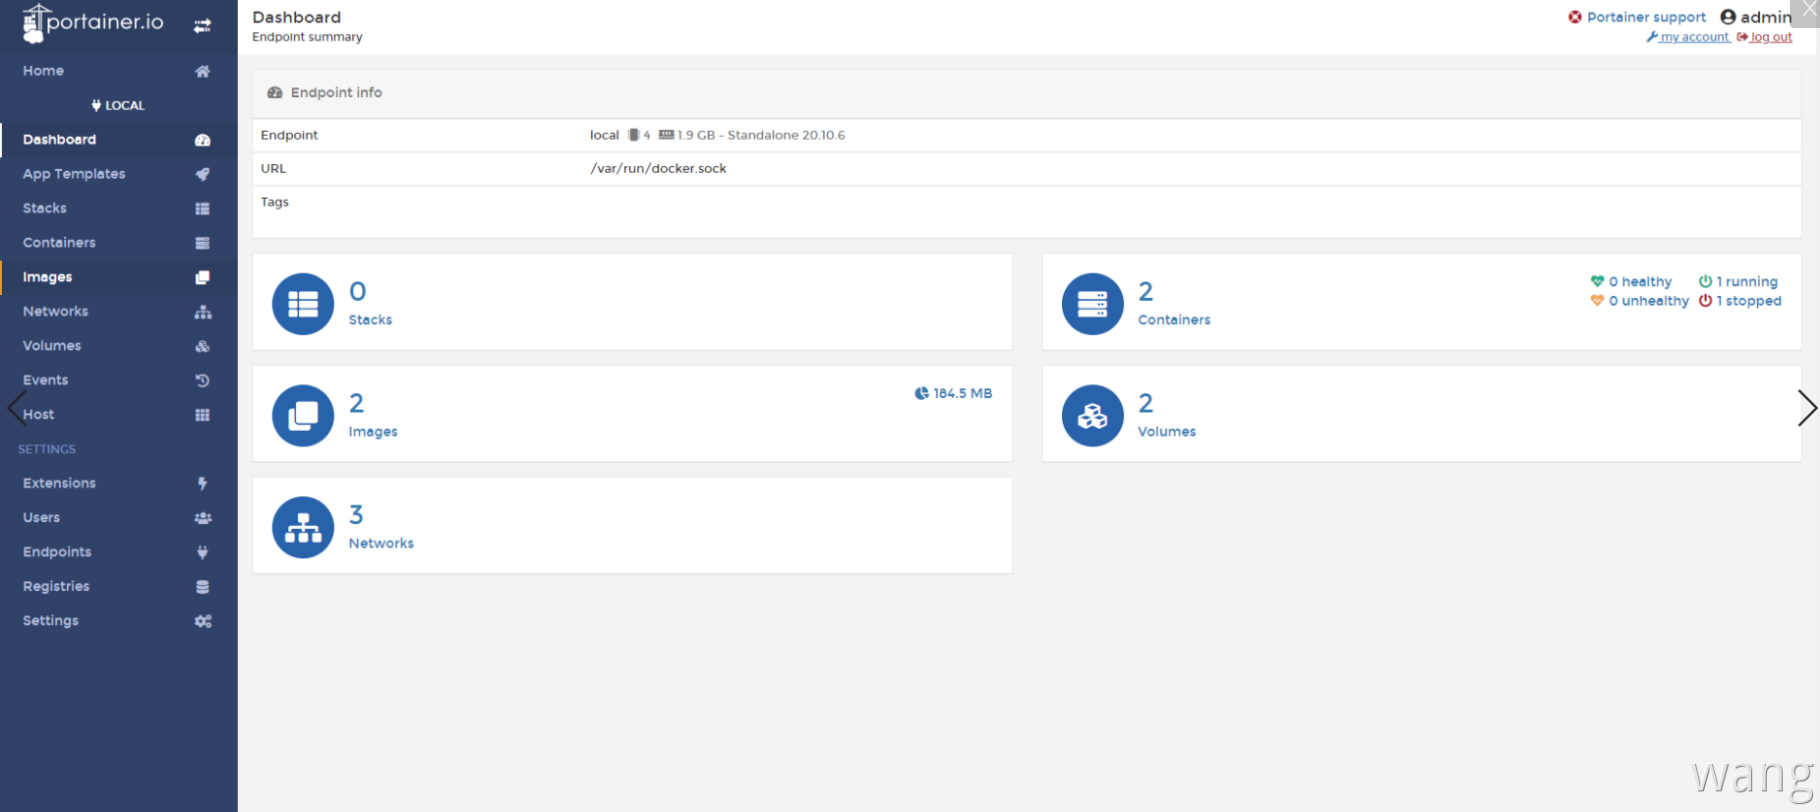 portainer.io
Home
LOCAL
Dashboard
App Templates
Stacks
Containers
Images
Networks
Volumes
Events
Host
SETTINGS
Extensions
Users
Endpoints
Registries
Settings
Dashboard
Endpoint summary
Portainer support admin
my account log out
Endpoint info
Endpoint local 4 1.9 GB - Standalone 20.10.6
URL /var/run/docker.sock
Tags
0
Stacks
2
Containers
0 healthy 1 running
0 unhealthy 1 stopped
2
Images
184.5 MB
2
Volumes
3
Networks
wang